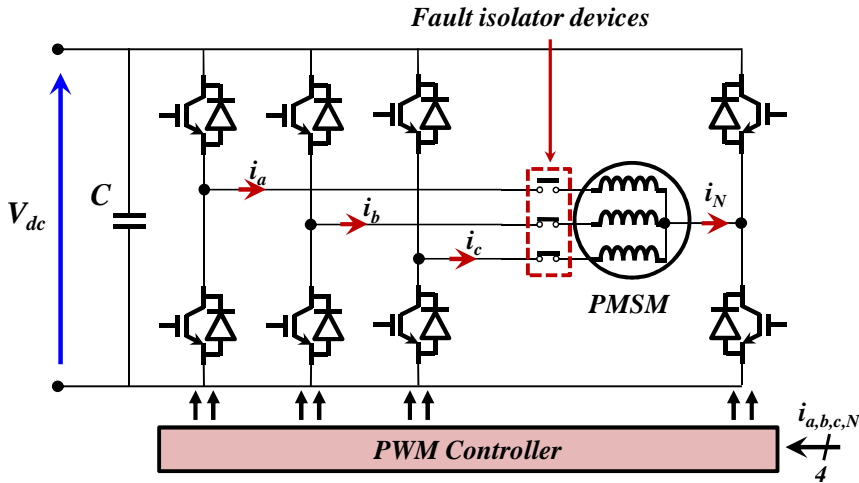 Fault isolator devices
i_a
i_b
i_c
i_N
V_dc
C
PMSM
PWM Controller
i_a,b,c,N
4